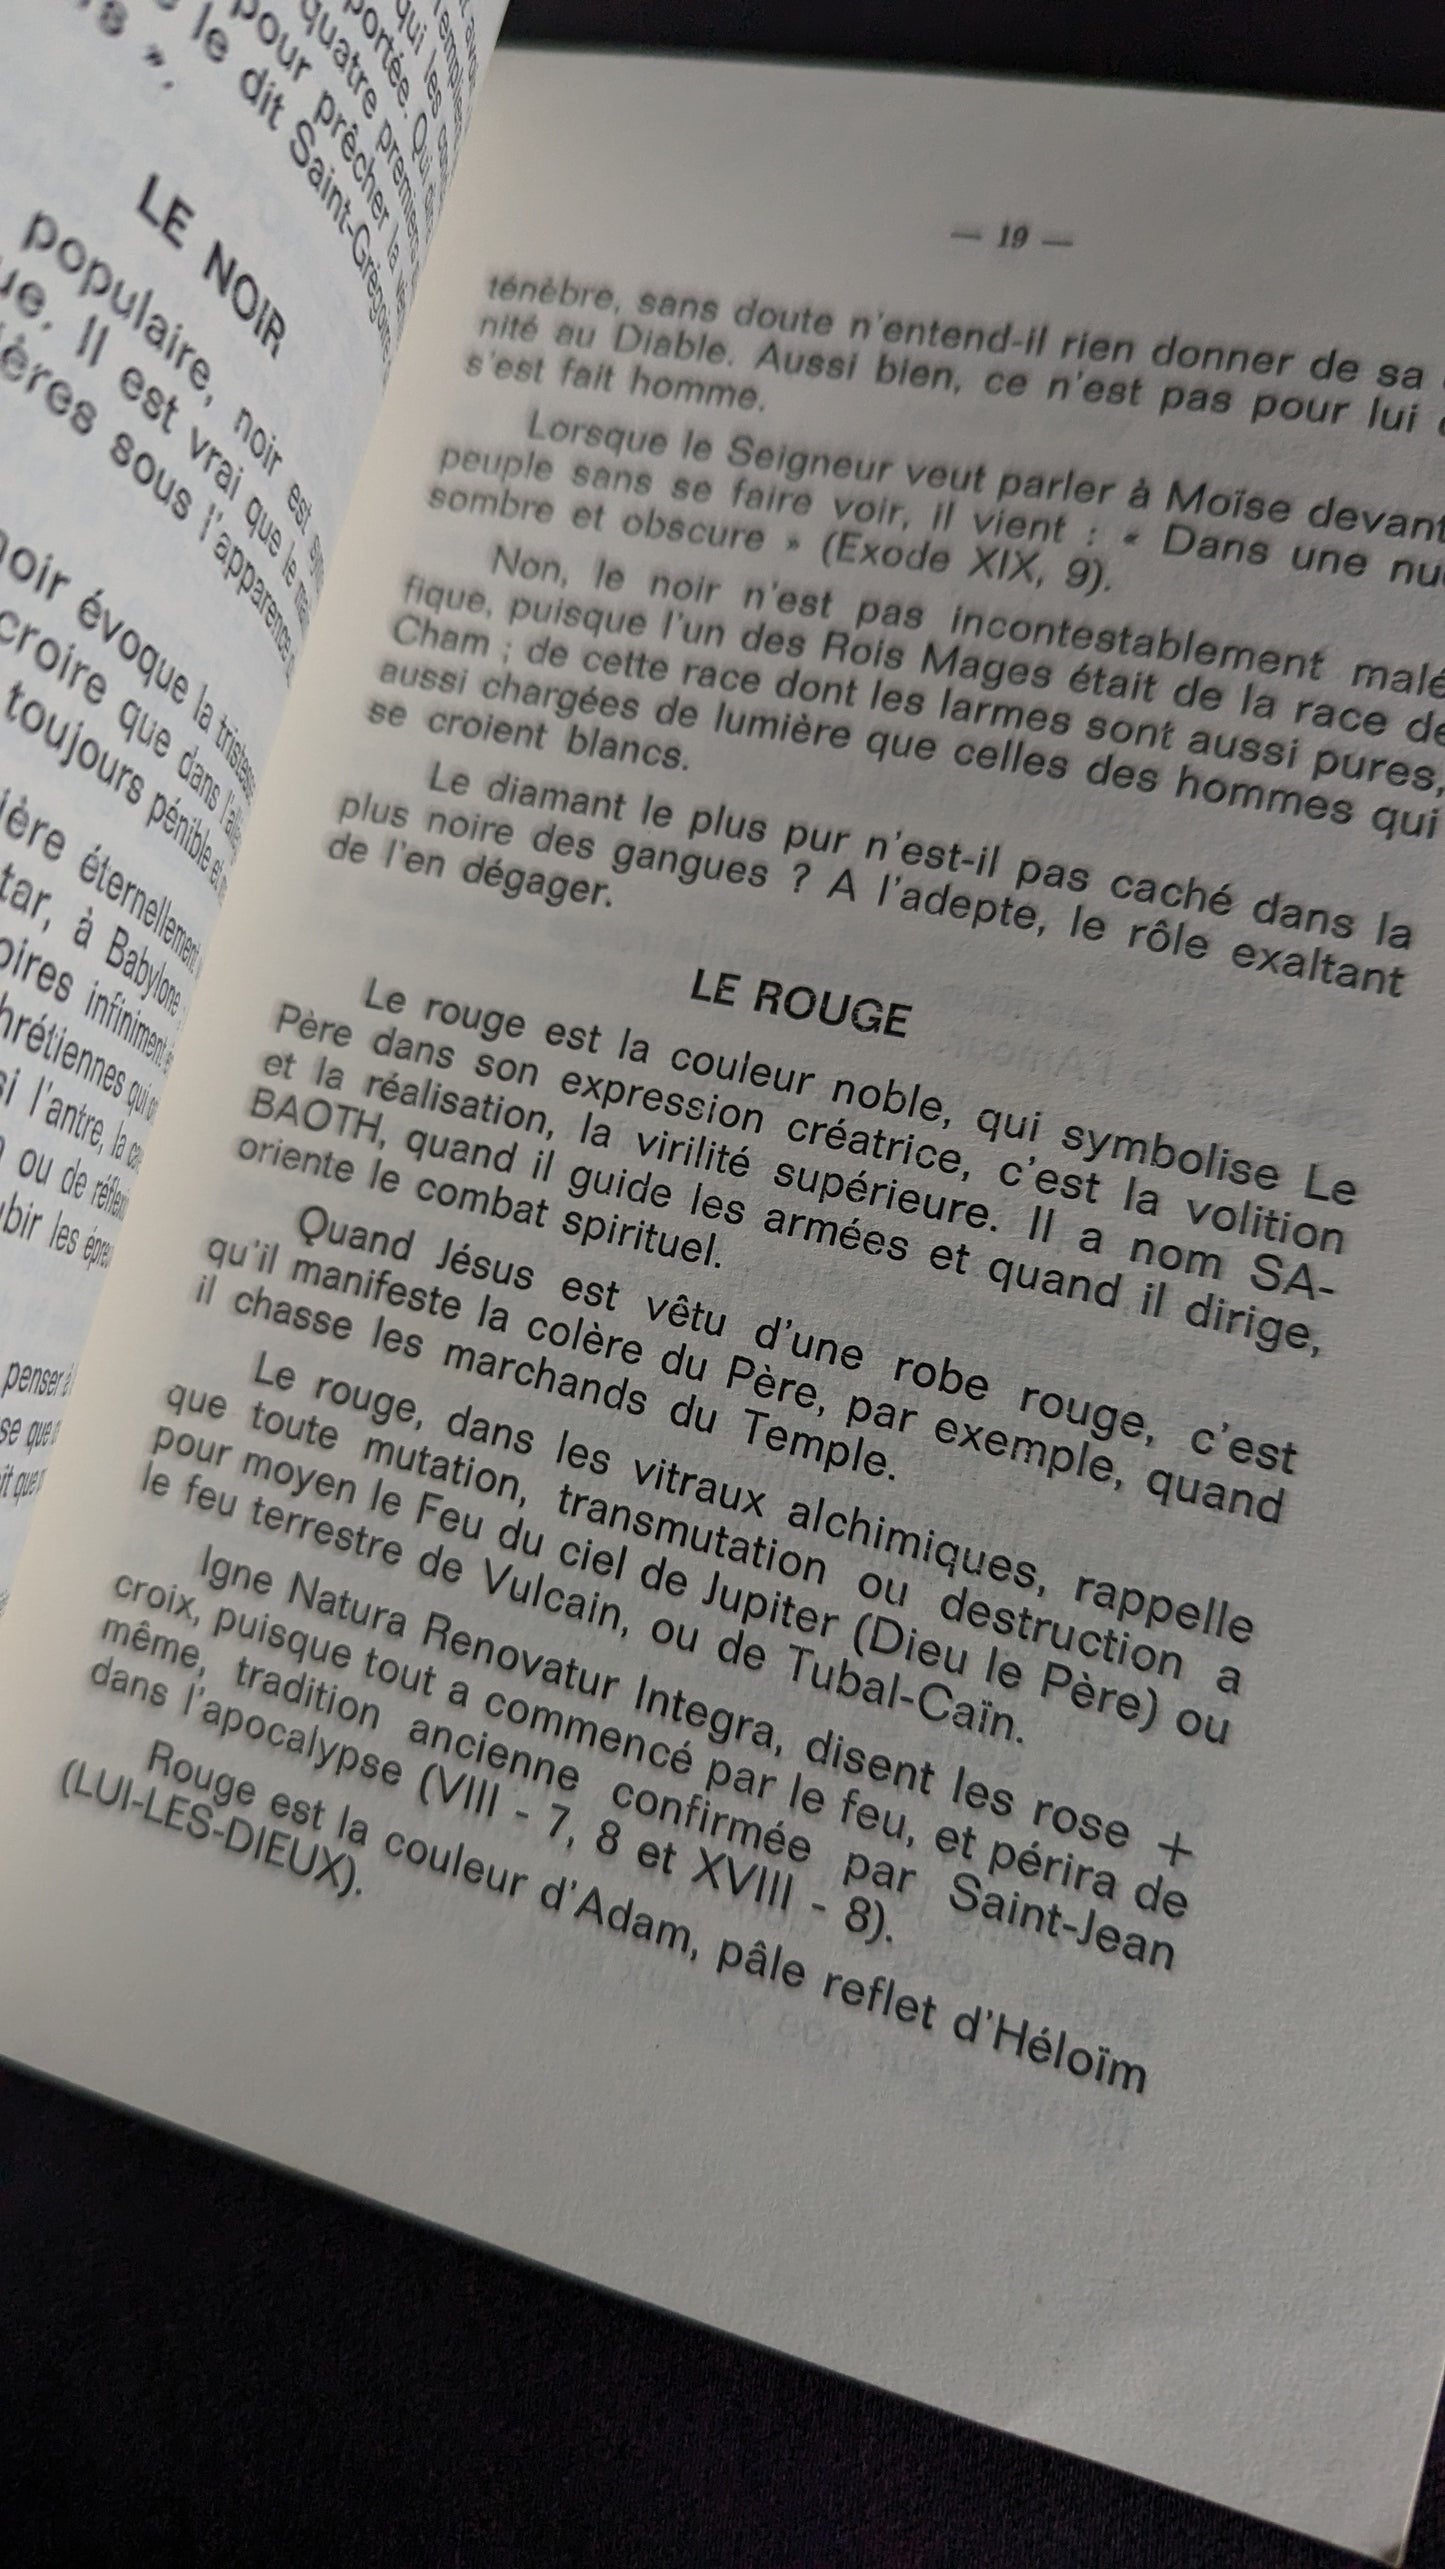 le dit Saint-Grégoire
».
LE NOIR
populaire, noir est
Il est vrai que le
sous l'apparence
noir évoque la tristesse
croire que dans
toujours pénible et
éternellement
à Babylone
infiniment
chrétiennes qui
l'antre, la
ou de
les
penser à
que
que
— 19 —
ténèbre, sans doute n'entend-il rien donner de sa
nité au Diable. Aussi bien, ce n'est pas pour lui
s'est fait homme.
Lorsque le Seigneur veut parler à Moïse devant
peuple sans se faire voir, il vient : « Dans une
sombre et obscure » (Exode XIX, 9).
Non, le noir n'est pas incontestablement malé
fique, puisque l'un des Rois Mages était de la race de
Cham ; de cette race dont les larmes sont aussi pures,
aussi chargées de lumière que celles des hommes qui
se croient blancs.
Le diamant le plus pur n'est-il pas caché dans la
plus noire des gangues ? A l'adepte, le rôle exaltant
de l'en dégager.
LE ROUGE
Le rouge est la couleur noble, qui symbolise Le
Père dans son expression créatrice, c'est la volition
et la réalisation, la virilité supérieure. Il a nom SA-
BAOTH, quand il guide les armées et quand il dirige,
oriente le combat spirituel.
Quand Jésus est vêtu d'une robe rouge, c'est
qu'il manifeste la colère du Père, par exemple, quand
il chasse les marchands du Temple.
Le rouge, dans les vitraux alchimiques, rappelle
que toute mutation, transmutation ou destruction a
pour moyen le Feu du ciel de Jupiter (Dieu le Père) ou
le feu terrestre de Vulcain, ou de Tubal-Caïn.
Igne Natura Renovatur Integra, disent les rose +
croix, puisque tout a commencé par le feu, et périra de
même, tradition ancienne confirmée par Saint-Jean
dans l'apocalypse (VIII - 7, 8 et XVIII - 8).
Rouge est la couleur d'Adam, pâle reflet d'Héloïm
(LUI-LES-DIEUX).